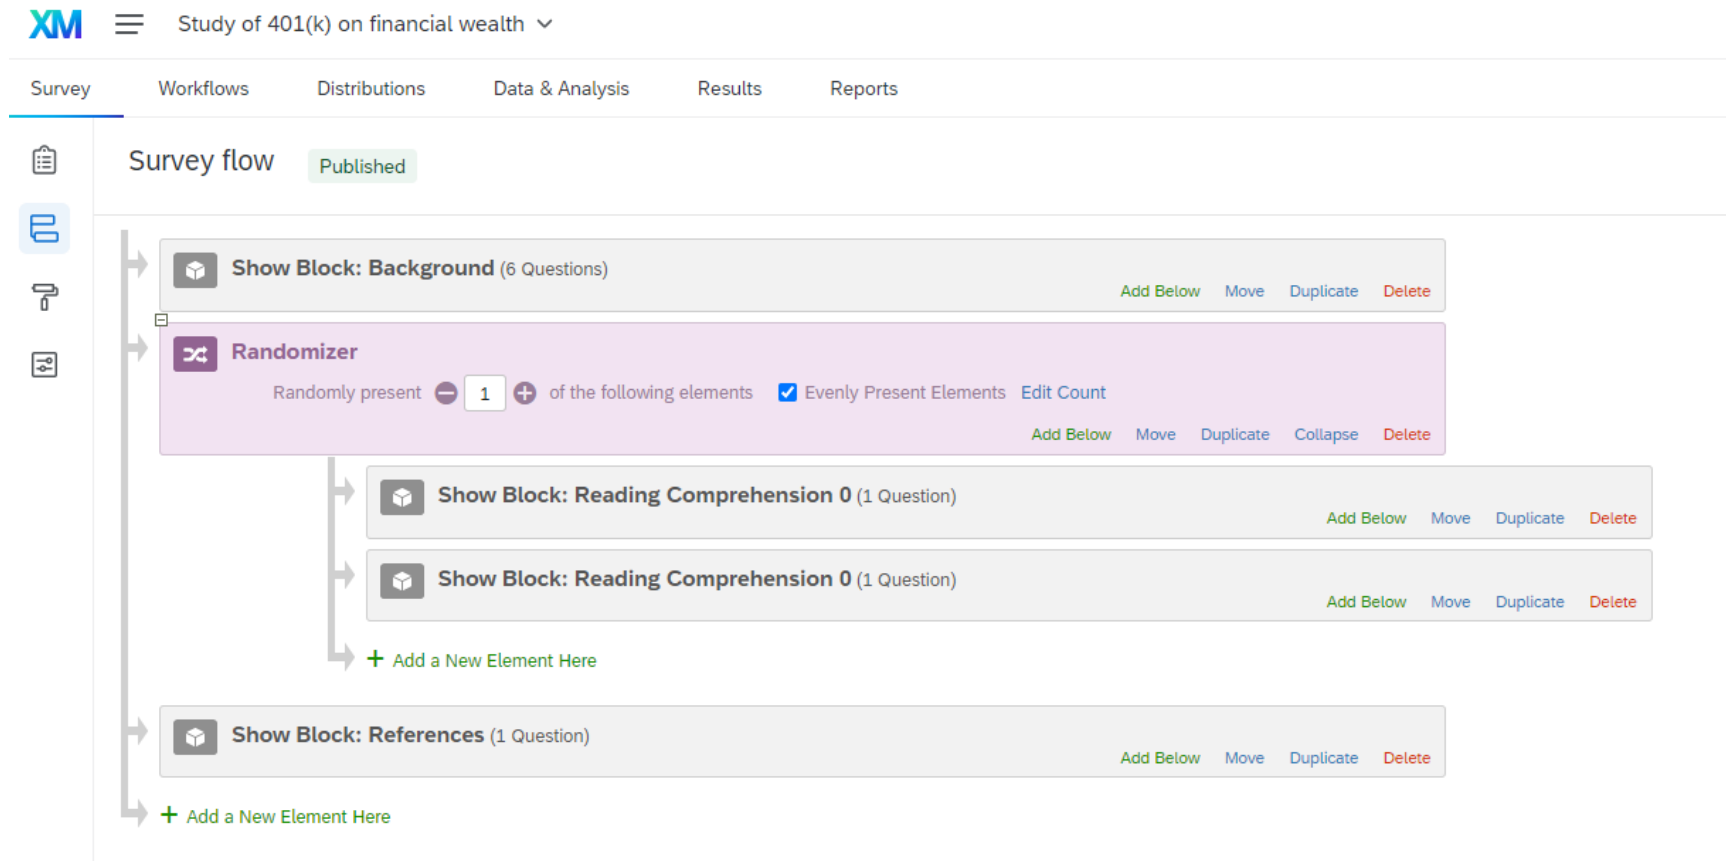 XM Study of 401(k) on financial wealth
Survey Workflows Distributions Data & Analysis Results Reports
Survey flow Published
Show Block: Background (6 Questions)
Add Below Move Duplicate Delete
Randomizer
Randomly present 1 of the following elements Evenly Present Elements Edit Count
Add Below Move Duplicate Collapse Delete
Show Block: Reading Comprehension 0 (1 Question)
Add Below Move Duplicate Delete
Show Block: Reading Comprehension 0 (1 Question)
Add Below Move Duplicate Delete
+ Add a New Element Here
Show Block: References (1 Question)
Add Below Move Duplicate Delete
+ Add a New Element Here